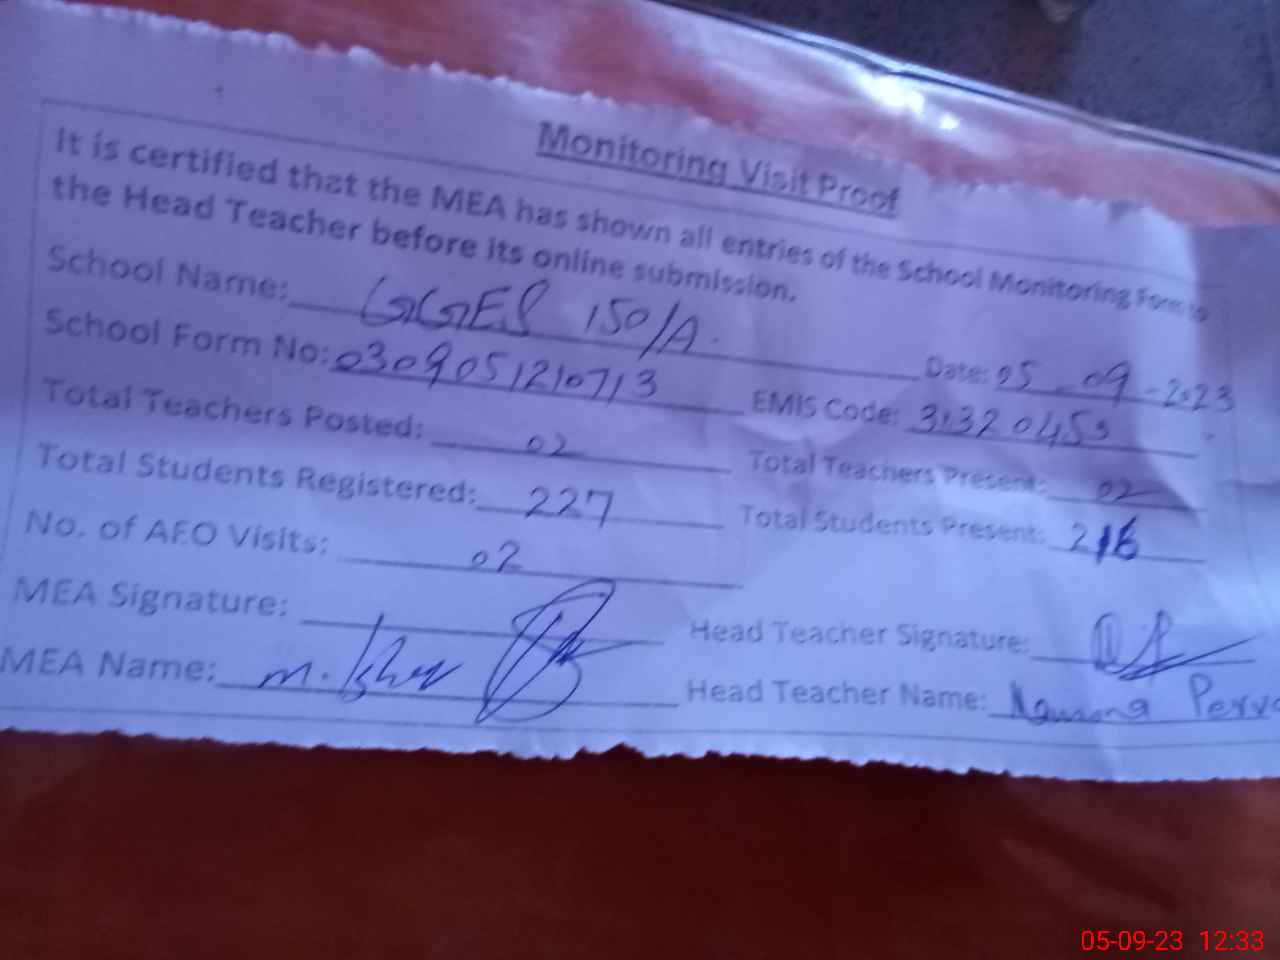 Monitoring Visit Proof
It is certified that the MEA has shown all entries of the School Monitoring Form to
the Head Teacher before its online submission.
School Name: GGES 150/A. Date: 05-09-2023
School Form No: 0309051210713 EMIS Code: 31320453
Total Teachers Posted: 02 Total Teachers Present: 02
Total Students Registered: 227 Total Students Present: 216
No. of AEO Visits: 02
MEA Signature: Head Teacher Signature:
MEA Name: M. Head Teacher Name:
05-09-23 12:33